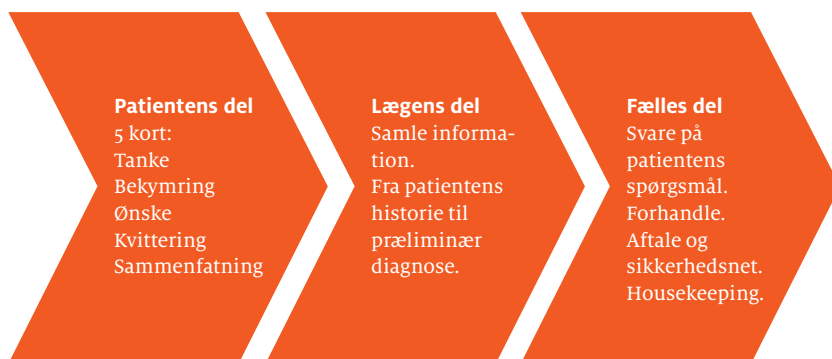 Patientens del
5 kort:
Tanke
Bekymring
Ønske
Kvittering
Sammenfatning
Lægens del
Samle informa-
tion.
Fra patientens
historie til
præliminær
diagnose.
Fælles del
Svare på
patientens
spørgsmål.
Forhandle.
Aftale og
sikkerhedsnet.
Housekeeping.